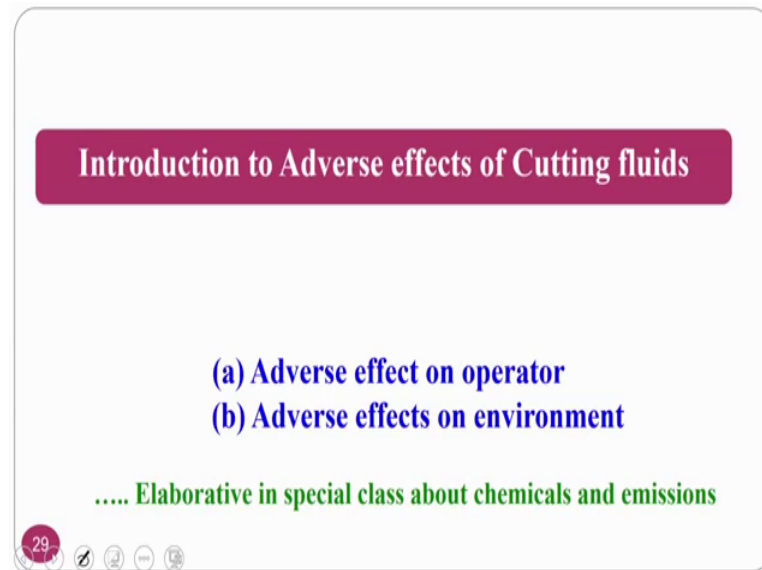 Introduction to Adverse effects of Cutting fluids
(a) Adverse effect on operator
(b) Adverse effects on environment
..... Elaborative in special class about chemicals and emissions
29